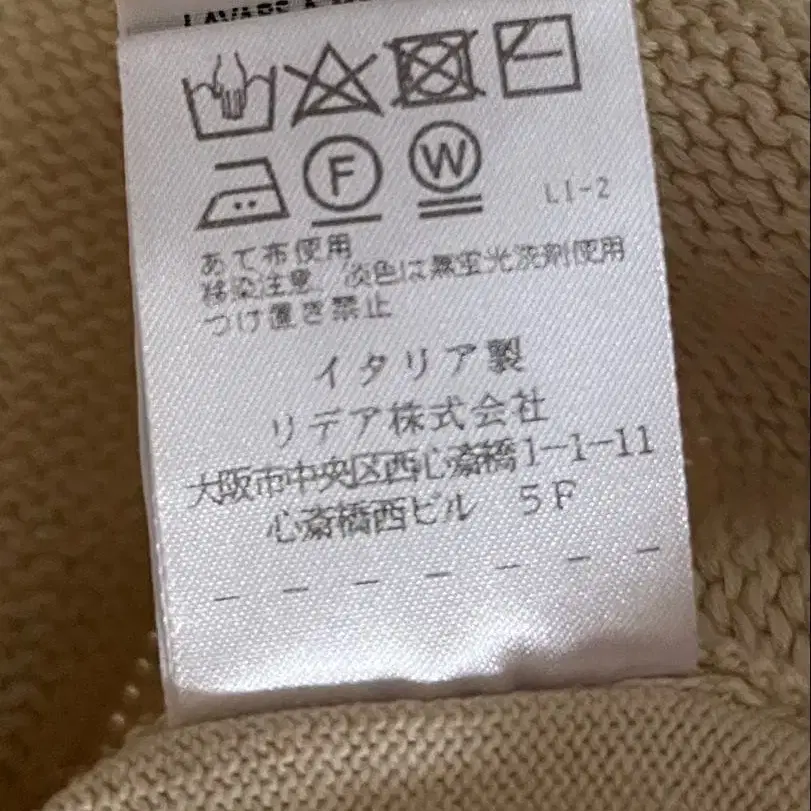 LAVARE A
F W LI-2
あて布使用
移染注意、淡色は無蛍光洗剤使用
つけ置き禁止
イタリア製
リデア株式会社
大阪市中央区西心斎橋1-1-11
心斎橋西ビル 5F